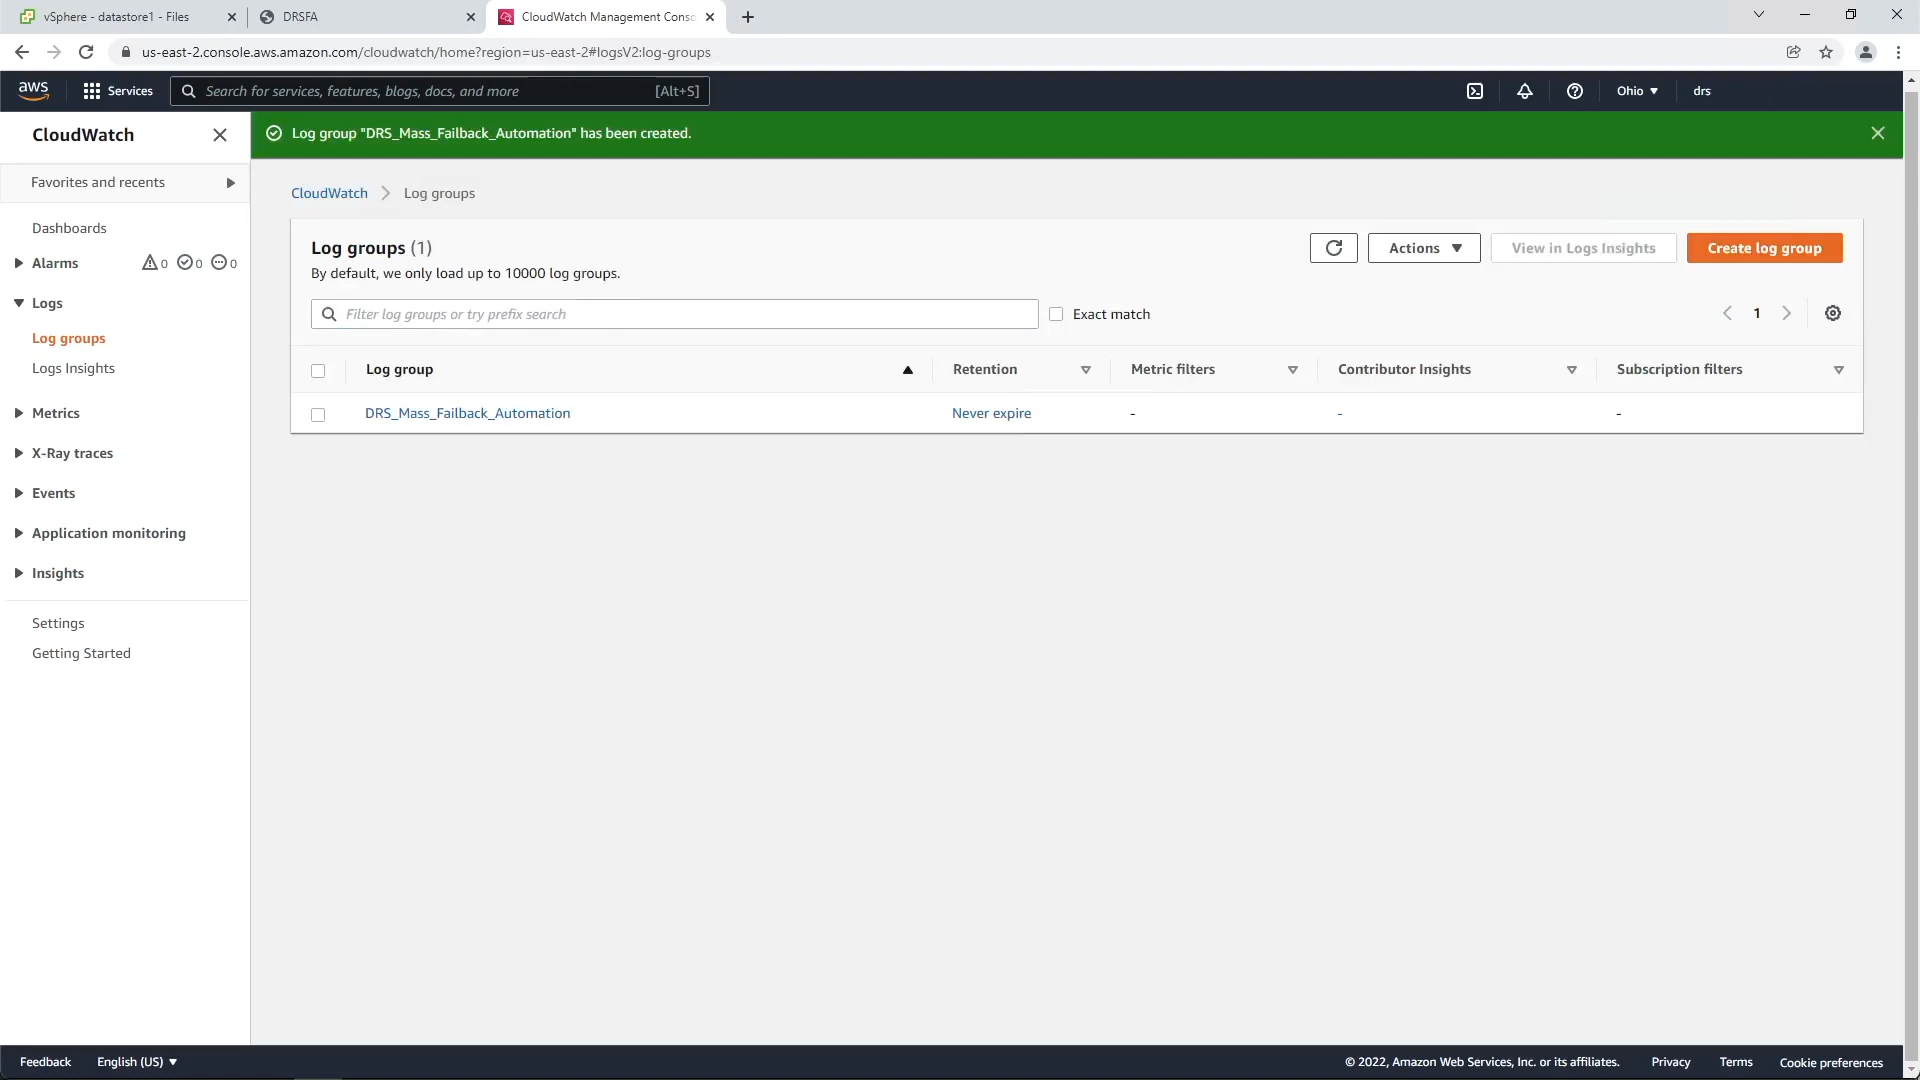 vSphere - datastore1 - Files
DRSFA
CloudWatch Management Conso
us-east-2.console.aws.amazon.com/cloudwatch/home?region=us-east-2#logsV2:log-groups
aws
Services
Search for services, features, blogs, docs, and more
[Alt+S]
Ohio
drs
CloudWatch
Log group "DRS_Mass_Failback_Automation" has been created.
Favorites and recents
CloudWatch
Log groups
Dashboards
Alarms
0
0
0
Logs
Log groups
Logs Insights
Metrics
X-Ray traces
Events
Application monitoring
Insights
Settings
Getting Started
Log groups (1)
By default, we only load up to 10000 log groups.
Actions
View in Logs Insights
Create log group
Filter log groups or try prefix search
Exact match
1
Log group
Retention
Metric filters
Contributor Insights
Subscription filters
DRS_Mass_Failback_Automation
Never expire
-
-
-
Feedback
English (US)
© 2022, Amazon Web Services, Inc. or its affiliates.
Privacy
Terms
Cookie preferences